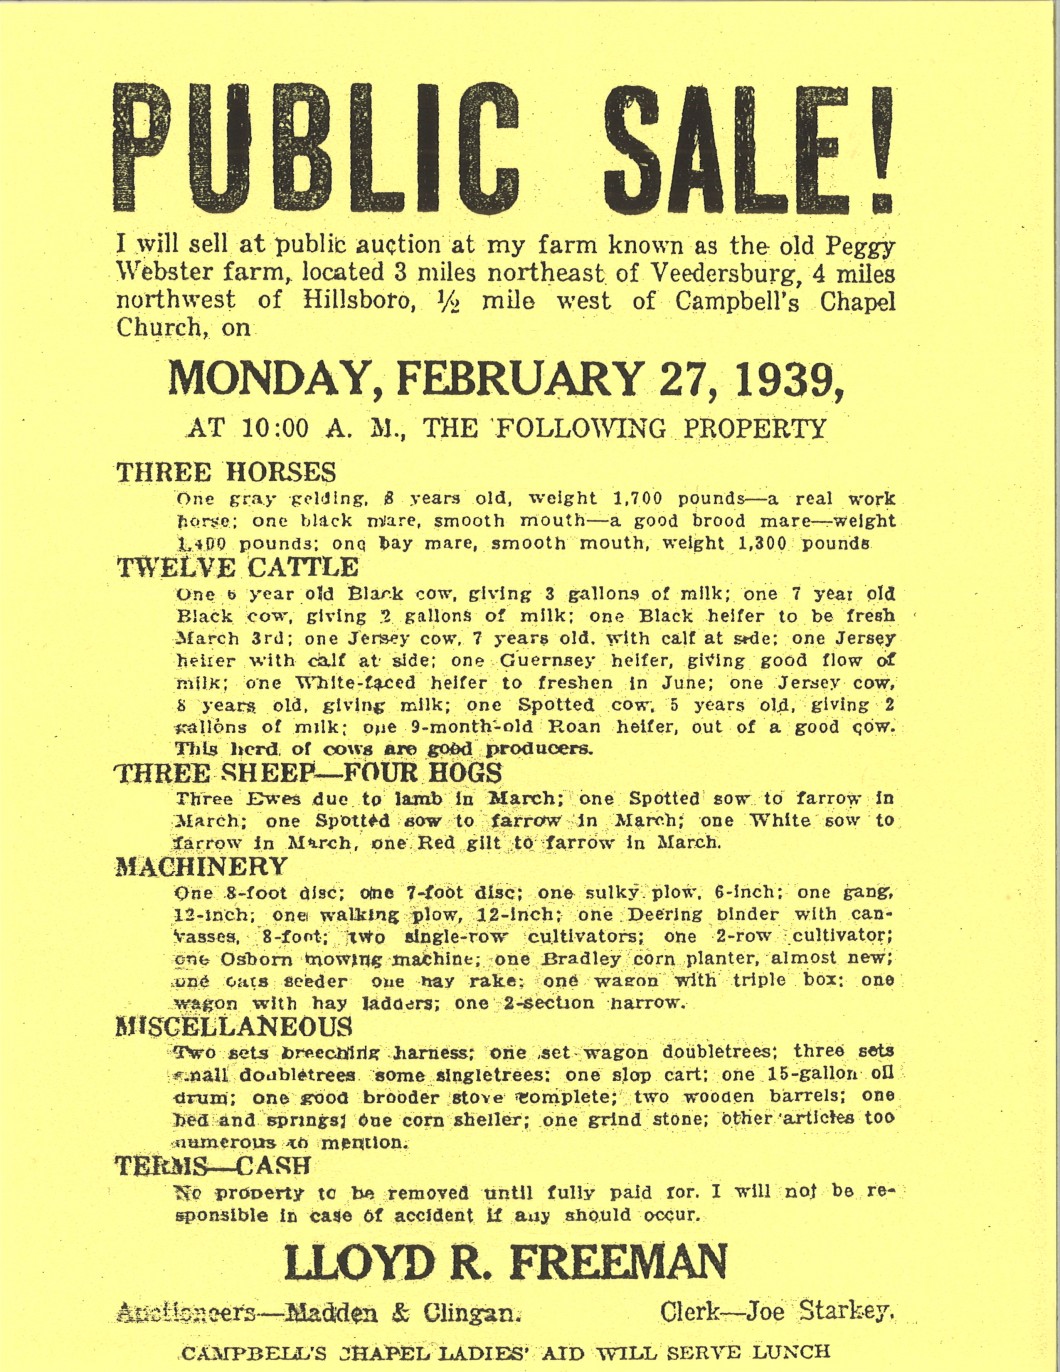 PUBLIC SALE!
I will sell at public auction at my farm known as the old Peggy
Webster farm, located 3 miles northeast of Veedersburg, 4 miles
northwest of Hillsboro, ½ mile west of Campbell's Chapel
Church, on
MONDAY, FEBRUARY 27, 1939,
AT 10:00 A. M., THE FOLLOWING PROPERTY
THREE HORSES
One gray gelding, 8 years old, weight 1,700 pounds—a real work
horse; one black mare, smooth mouth—a good brood mare—weight
1,400 pounds; one bay mare, smooth mouth, weight 1,300 pounds
TWELVE CATTLE
One 6 year old Black cow, giving 3 gallons of milk; one 7 year old
Black cow, giving 2 gallons of milk; one Black heifer to be fresh
March 3rd; one Jersey cow, 7 years old, with calf at side; one Jersey
heifer with calf at side; one Guernsey heifer, giving good flow of
milk; one White-faced heifer to freshen in June; one Jersey cow,
8 years old, giving milk; one Spotted cow, 5 years old, giving 2
gallons of milk; one 9-month-old Roan heifer, out of a good cow.
This herd of cows are good producers.
THREE SHEEP—FOUR HOGS
Three Ewes due to lamb in March; one Spotted sow to farrow in
March; one Spotted sow to farrow in March; one White sow to
farrow in March, one Red gilt to farrow in March.
MACHINERY
One 8-foot disc; one 7-foot disc; one sulky plow, 6-inch; one gang,
12-inch; one walking plow, 12-inch; one Deering binder with can-
vasses, 8-foot; two single-row cultivators; one 2-row cultivator;
one Osborn mowing machine; one Bradley corn planter, almost new;
one oats seeder one hay rake; one wagon with triple box; one
wagon with hay ladders; one 2-section harrow.
MISCELLANEOUS
Two sets breeching harness; one set wagon doubletrees; three sets
small doubletrees some singletrees; one slop cart; one 15-gallon oil
drum; one good brooder stove complete; two wooden barrels; one
bed and springs; one corn sheller; one grind stone; other articles too
numerous to mention.
TERMS—CASH
No property to be removed until fully paid for. I will not be re-
sponsible in case of accident if any should occur.
LLOYD R. FREEMAN
Auctioneers—Madden & Clingan. Clerk—Joe Starkey.
CAMPBELL'S CHAPEL LADIES' AID WILL SERVE LUNCH